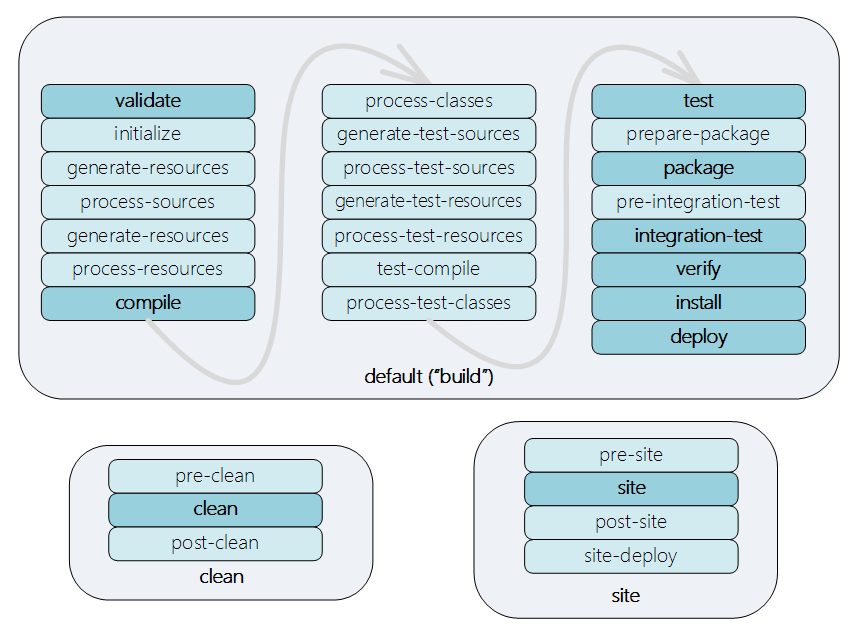 validate
initialize
generate-resources
process-sources
generate-resources
process-resources
compile
process-classes
generate-test-sources
process-test-sources
generate-test-resources
process-test-resources
test-compile
process-test-classes
test
prepare-package
package
pre-integration-test
integration-test
verify
install
deploy
default (“build”)
pre-clean
clean
post-clean
clean
pre-site
site
post-site
site-deploy
site